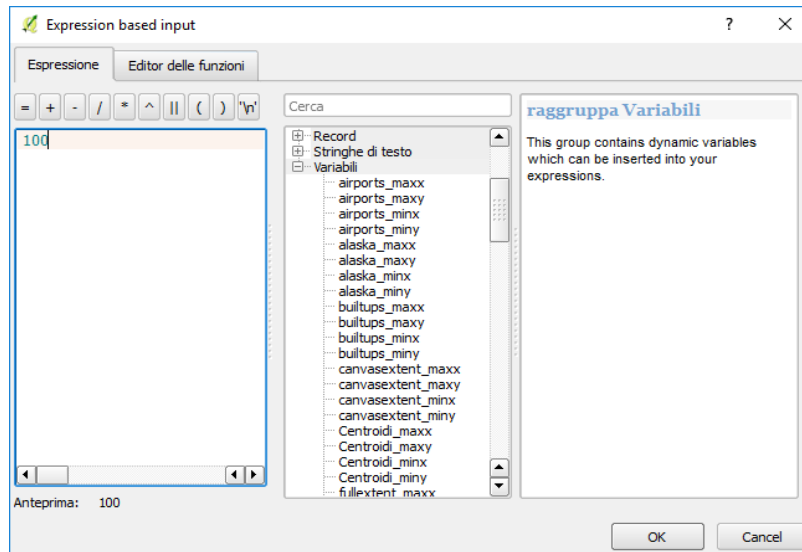 Expression based input
?
Espressione
Editor delle funzioni
= + - / * ^ || ( ) '\n'
100
Anteprima: 100
Cerca
Record
Stringhe di testo
Variabili
airports_maxx
airports_maxy
airports_minx
airports_miny
alaska_maxx
alaska_maxy
alaska_minx
alaska_miny
builtups_maxx
builtups_maxy
builtups_minx
builtups_miny
canvasextent_maxx
canvasextent_maxy
canvasextent_minx
canvasextent_miny
Centroidi_maxx
Centroidi_maxy
Centroidi_minx
Centroidi_miny
fullextent_maxx
raggruppa Variabili
This group contains dynamic variables
which can be inserted into your
expressions.
OK
Cancel